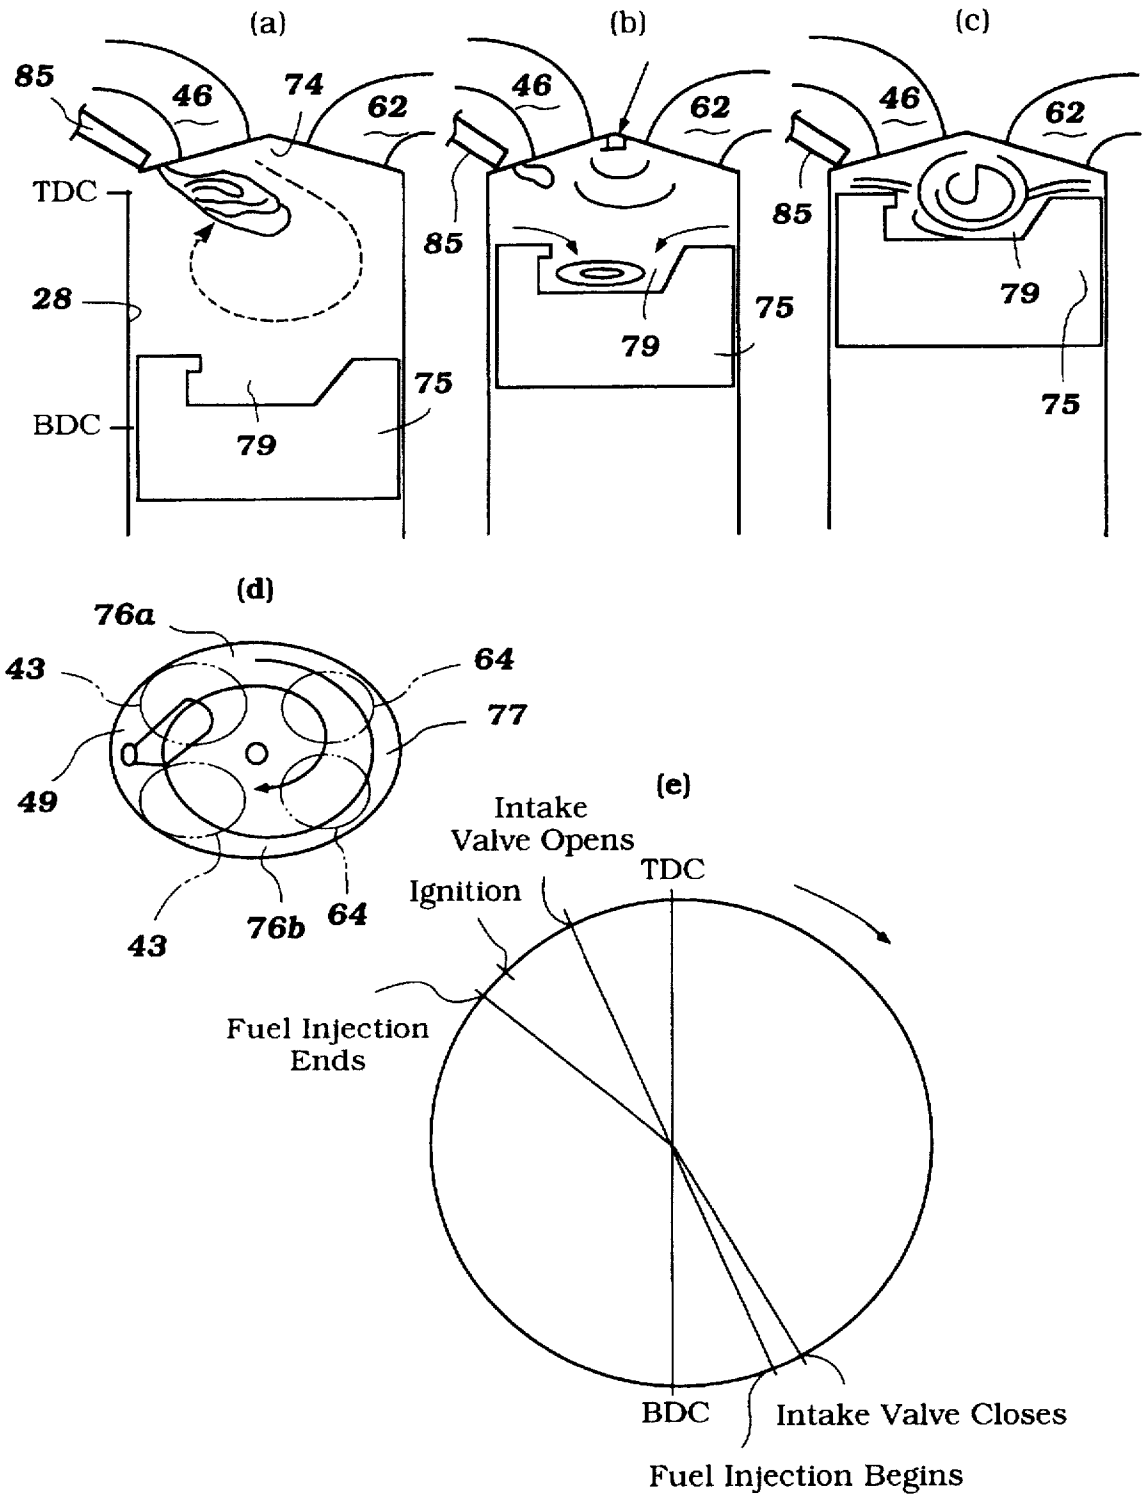 (a)
(b)
(c)
85
46
74
62
46
62
46
62
TDC
85
85
28
79
75
75
79
75
BDC
79
(d)
76a
43
64
77
49
43
76b
64
(e)
Intake
Valve Opens
TDC
Ignition
Fuel Injection
Ends
BDC
Intake Valve Closes
Fuel Injection Begins